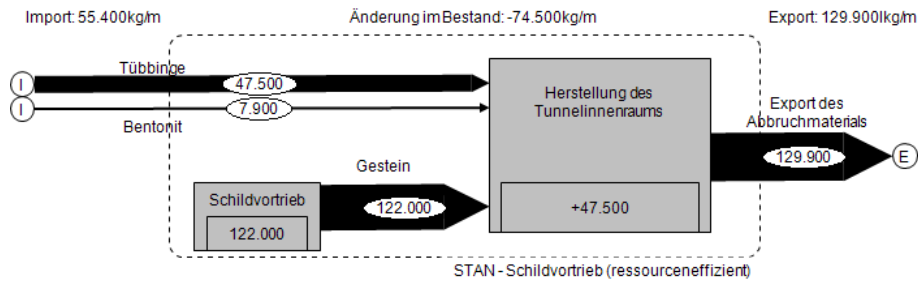 Import: 55.400kg/m
Änderung im Bestand: -74.500kg/m
Export: 129.900lkg/m
Tübbinge
I
47.500
I
7.900
Bentonit
Herstellung des
Tunnelinnenraums
Export des
Abbruchmaterials
129.900
E
Gestein
Schildvortrieb
122.000
122.000
+47.500
STAN - Schildvortrieb (ressourceneffizient)